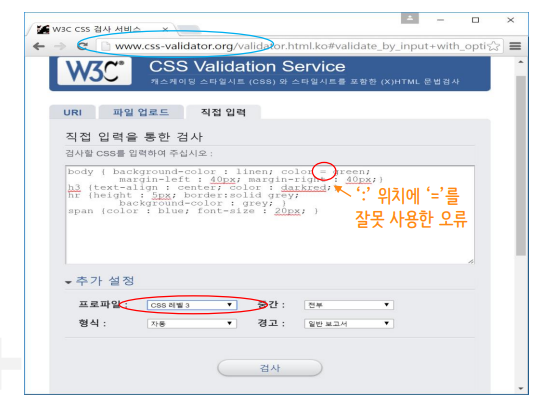 W3C CSS 검사 서비스
www.css-validator.org/validator.html.ko#validate_by_input+with_opti
W3C CSS Validation Service
캐스케이딩 스타일시트 (CSS) 와 스타일시트를 포함한 (X)HTML 문법검사
URI 파일 업로드 직접 입력
직접 입력을 통한 검사
검사할 CSS를 입력하여 주십시오 :
body { background-color : linen; color = green;
margin-left : 40px; margin-right : 40px;}
h3 {text-align : center; color : darkred;
hr {height : 5px; border:solid grey;
background-color : grey; }
span {color : blue; font-size : 20px; }
':' 위치에 '='를
잘못 사용한 오류
추가 설정
프로파일 : CSS 레벨 3 중간 : 전부
형식 : 자동 경고 : 일반 보고서
검사